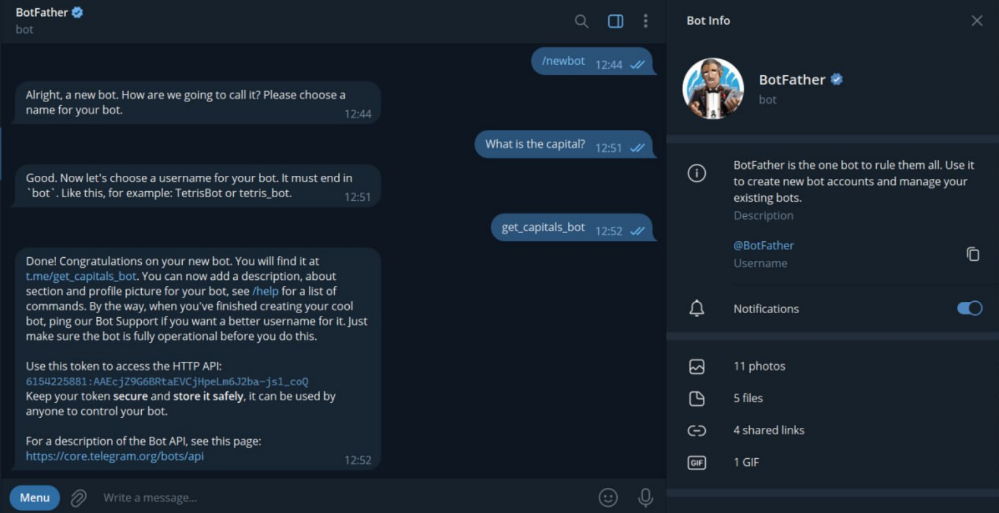 BotFather
bot
/newbot 12:44
Alright, a new bot. How are we going to call it? Please choose a
name for your bot.
12:44
What is the capital? 12:51
Good. Now let's choose a username for your bot. It must end in
`bot`. Like this, for example: TetrisBot or tetris_bot.
12:51
get_capitals_bot 12:52
Done! Congratulations on your new bot. You will find it at
t.me/get_capitals_bot. You can now add a description, about
section and profile picture for your bot, see /help for a list of
commands. By the way, when you've finished creating your cool
bot, ping our Bot Support if you want a better username for it. Just
make sure the bot is fully operational before you do this.
Use this token to access the HTTP API:
6154225881:AAEcjZ9G6BRtaEVCjHpeLm6J2ba-js1_coQ
Keep your token secure and store it safely, it can be used by
anyone to control your bot.
For a description of the Bot API, see this page:
https://core.telegram.org/bots/api
12:52
Menu
Write a message...
Bot Info
BotFather
bot
BotFather is the one bot to rule them all. Use it
to create new bot accounts and manage your
existing bots.
Description
@BotFather
Username
Notifications
11 photos
5 files
4 shared links
GIF 1 GIF